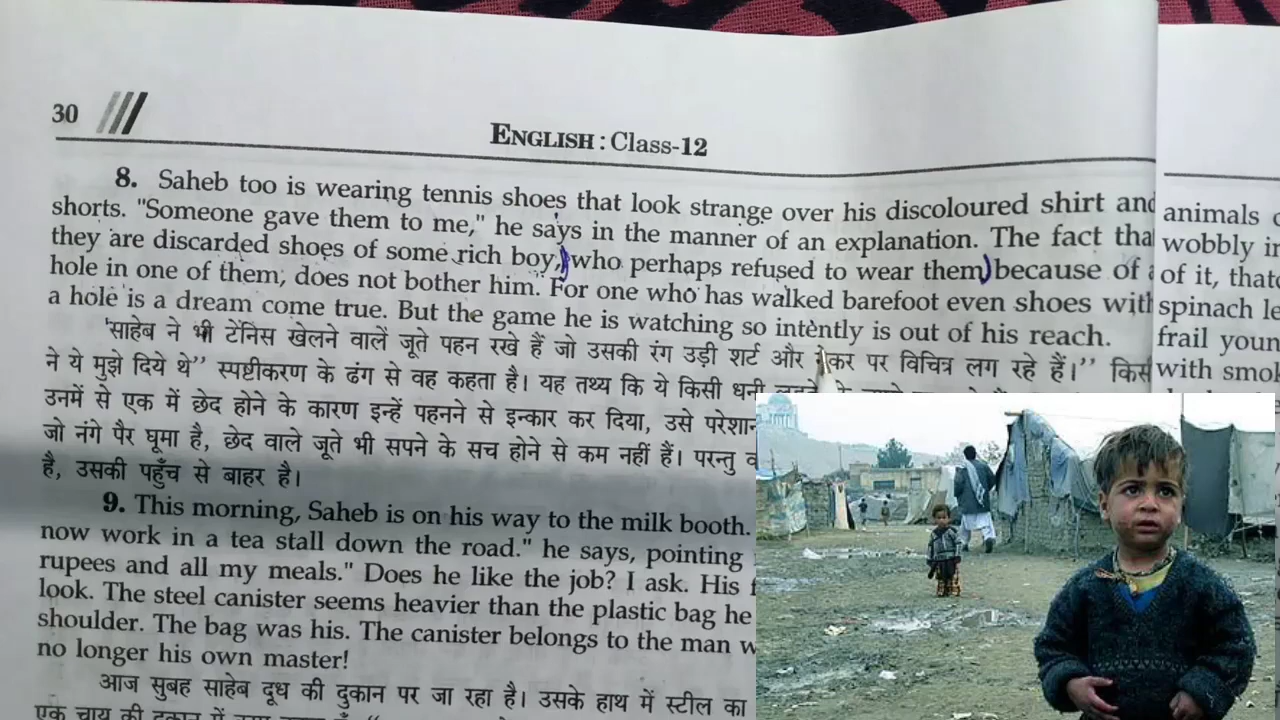 30
ENGLISH : Class-12
8. Saheb too is wearing tennis shoes that look strange over his discoloured shirt and
shorts. "Someone gave them to me," he says in the manner of an explanation. The fact tha
they are discarded shoes of some rich boy, who perhaps refused to wear them because of a
hole in one of them, does not bother him. For one who has walked barefoot even shoes with
a hole is a dream come true. But the game he is watching so intently is out of his reach.
'साहेब ने भी टेनिस खेलने वालें जूते पहन रखे हैं जो उसकी रंग उड़ी शर्ट और पर विचित्र लग रहे हैं।'' किसी
ने ये मुझे दिये थे'' स्पष्टीकरण के ढंग से वह कहता है। यह तथ्य कि ये किसी धनी
उनमें से एक में छेद होने के कारण इन्हें पहनने से इन्कार कर दिया, उसे परेशान
जो नंगे पैर घूमा है, छेद वाले जूते भी सपने के सच होने से कम नहीं हैं। परन्तु व
है, उसकी पहुँच से बाहर है।
9. This morning, Saheb is on his way to the milk booth.
now work in a tea stall down the road." he says, pointing
rupees and all my meals." Does he like the job? I ask. His f
look. The steel canister seems heavier than the plastic bag he
shoulder. The bag was his. The canister belongs to the man w
no longer his own master!
आज सुबह साहेब दूध की दुकान पर जा रहा है। उसके हाथ में स्टील का
एक चाय की दुकान में
animals
wobbly in
of it, thatc
spinach le
frail youn
with smok